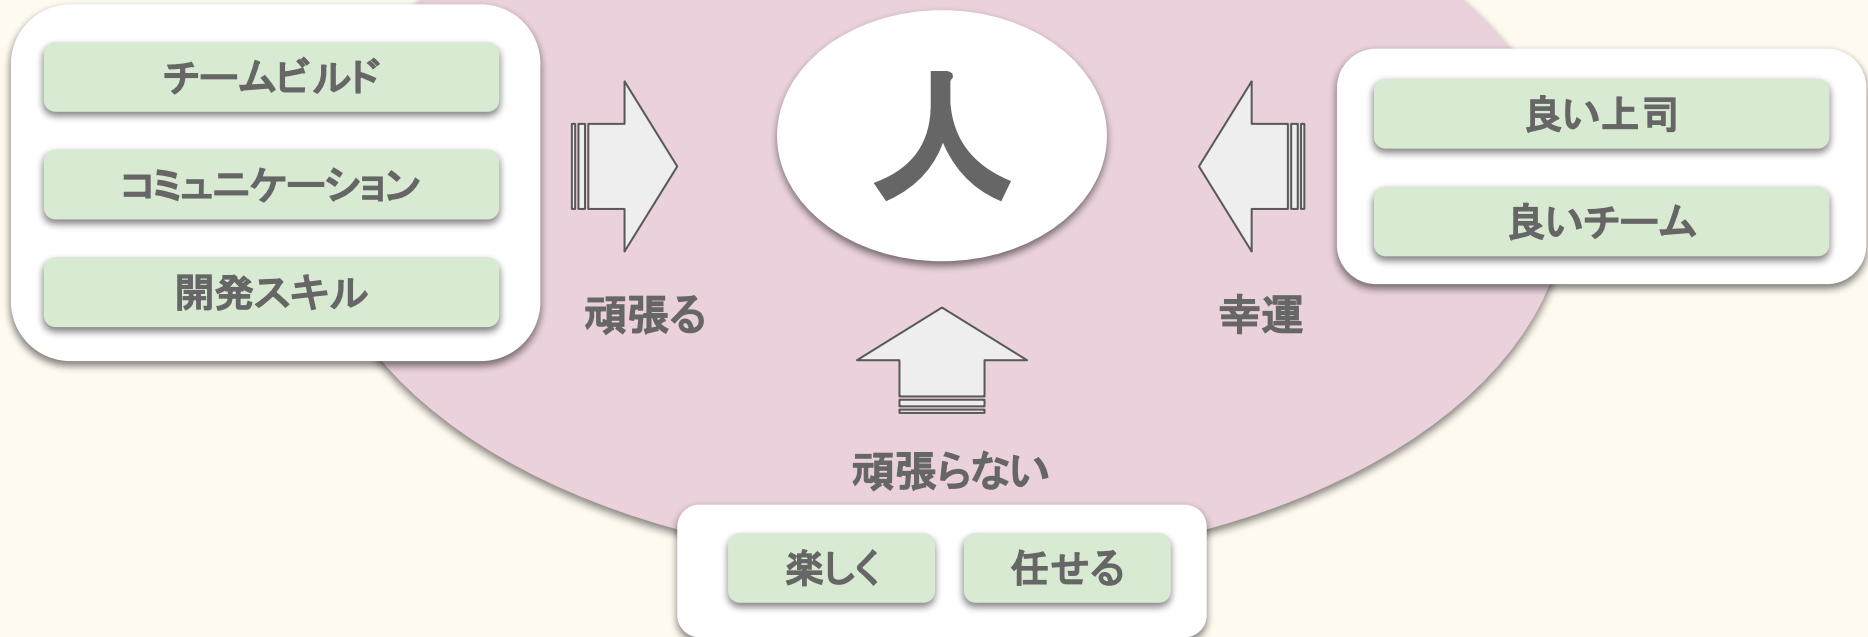 チームビルド
コミュニケーション
開発スキル
頑張る
人
良い上司
良いチーム
幸運
頑張らない
楽しく
任せる